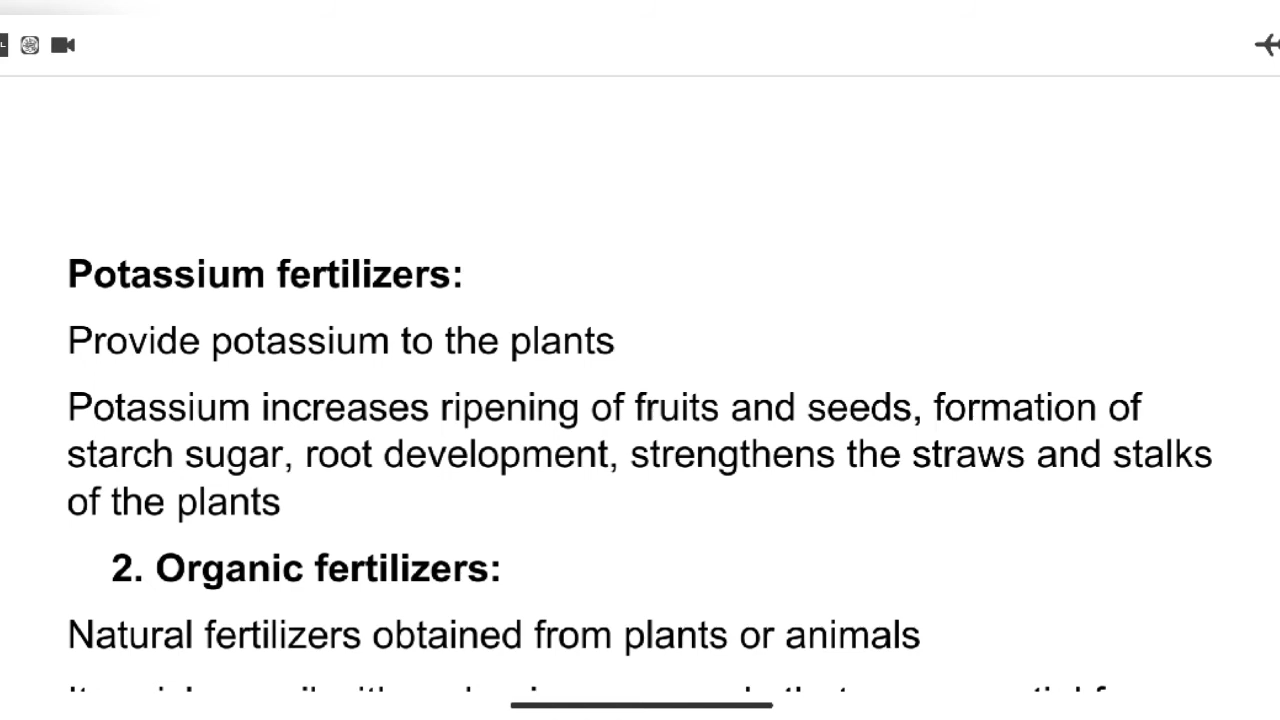 Potassium fertilizers:
Provide potassium to the plants
Potassium increases ripening of fruits and seeds, formation of
starch sugar, root development, strengthens the straws and stalks
of the plants
2. Organic fertilizers:
Natural fertilizers obtained from plants or animals